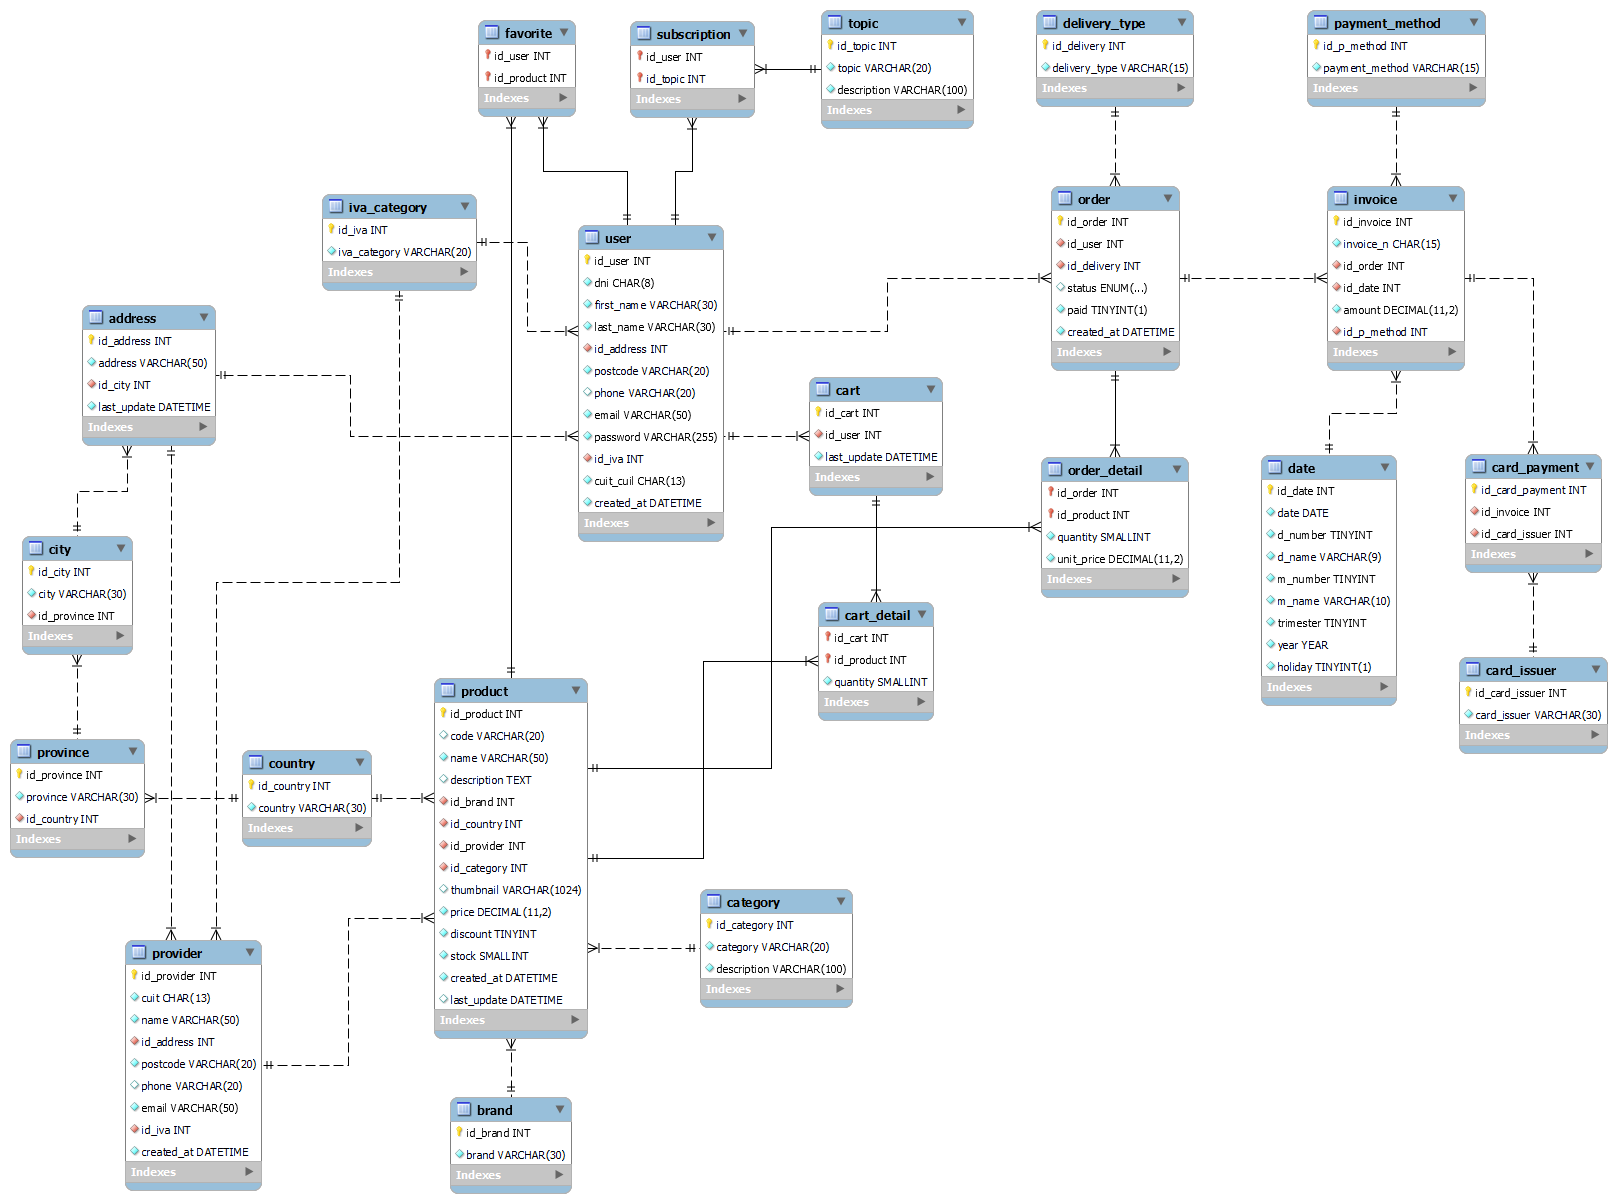 favorite
id_user INT
id_product INT
Indexes
subscription
id_user INT
id_topic INT
Indexes
topic
id_topic INT
topic VARCHAR(20)
description VARCHAR(100)
Indexes
delivery_type
id_delivery INT
delivery_type VARCHAR(15)
Indexes
payment_method
id_p_method INT
payment_method VARCHAR(15)
Indexes
iva_category
id_iva INT
iva_category VARCHAR(20)
Indexes
user
id_user INT
dni CHAR(8)
first_name VARCHAR(30)
last_name VARCHAR(30)
id_address INT
postcode VARCHAR(20)
phone VARCHAR(20)
email VARCHAR(50)
password VARCHAR(255)
id_iva INT
cuit_cuil CHAR(13)
created_at DATETIME
Indexes
order
id_order INT
id_user INT
id_delivery INT
status ENUM(...)
paid TINYINT(1)
created_at DATETIME
Indexes
invoice
id_invoice INT
invoice_n CHAR(15)
id_order INT
id_date INT
amount DECIMAL(11,2)
id_p_method INT
Indexes
address
id_address INT
address VARCHAR(50)
id_city INT
last_update DATETIME
Indexes
cart
id_cart INT
id_user INT
last_update DATETIME
Indexes
order_detail
id_order INT
id_product INT
quantity SMALLINT
unit_price DECIMAL(11,2)
Indexes
date
id_date INT
date DATE
d_number TINYINT
d_name VARCHAR(9)
m_number TINYINT
m_name VARCHAR(10)
trimester TINYINT
year YEAR
holiday TINYINT(1)
Indexes
card_payment
id_card_payment INT
id_invoice INT
id_card_issuer INT
Indexes
city
id_city INT
city VARCHAR(30)
id_province INT
Indexes
cart_detail
id_cart INT
id_product INT
quantity SMALLINT
Indexes
card_issuer
id_card_issuer INT
card_issuer VARCHAR(30)
Indexes
product
id_product INT
code VARCHAR(20)
name VARCHAR(50)
description TEXT
id_brand INT
id_country INT
id_provider INT
id_category INT
thumbnail VARCHAR(1024)
price DECIMAL(11,2)
discount TINYINT
stock SMALLINT
created_at DATETIME
last_update DATETIME
Indexes
province
id_province INT
province VARCHAR(30)
id_country INT
Indexes
country
id_country INT
country VARCHAR(30)
Indexes
category
id_category INT
category VARCHAR(20)
description VARCHAR(100)
Indexes
provider
id_provider INT
cuit CHAR(13)
name VARCHAR(50)
id_address INT
postcode VARCHAR(20)
phone VARCHAR(20)
email VARCHAR(50)
id_iva INT
created_at DATETIME
Indexes
brand
id_brand INT
brand VARCHAR(30)
Indexes